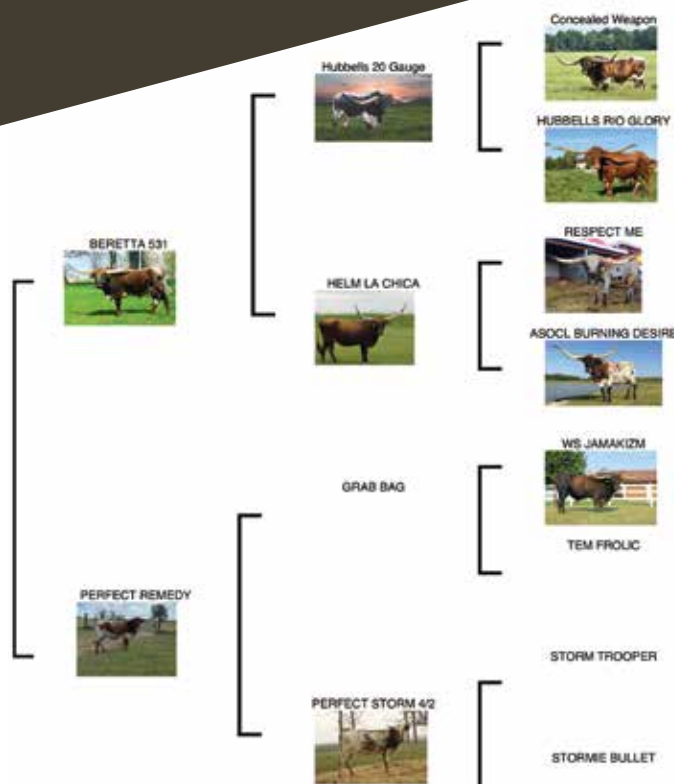 Concealed Weapon
Hubbells 20 Gauge
HUBBELLS RIO GLORY
BERETTA 531
RESPECT ME
HELM LA CHICA
ASOCL BURNING DESIRE
WS JAMAKIZM
GRAB BAG
TEM FROLIC
PERFECT REMEDY
STORM TROOPER
PERFECT STORM 4/2
STORMIE BULLET